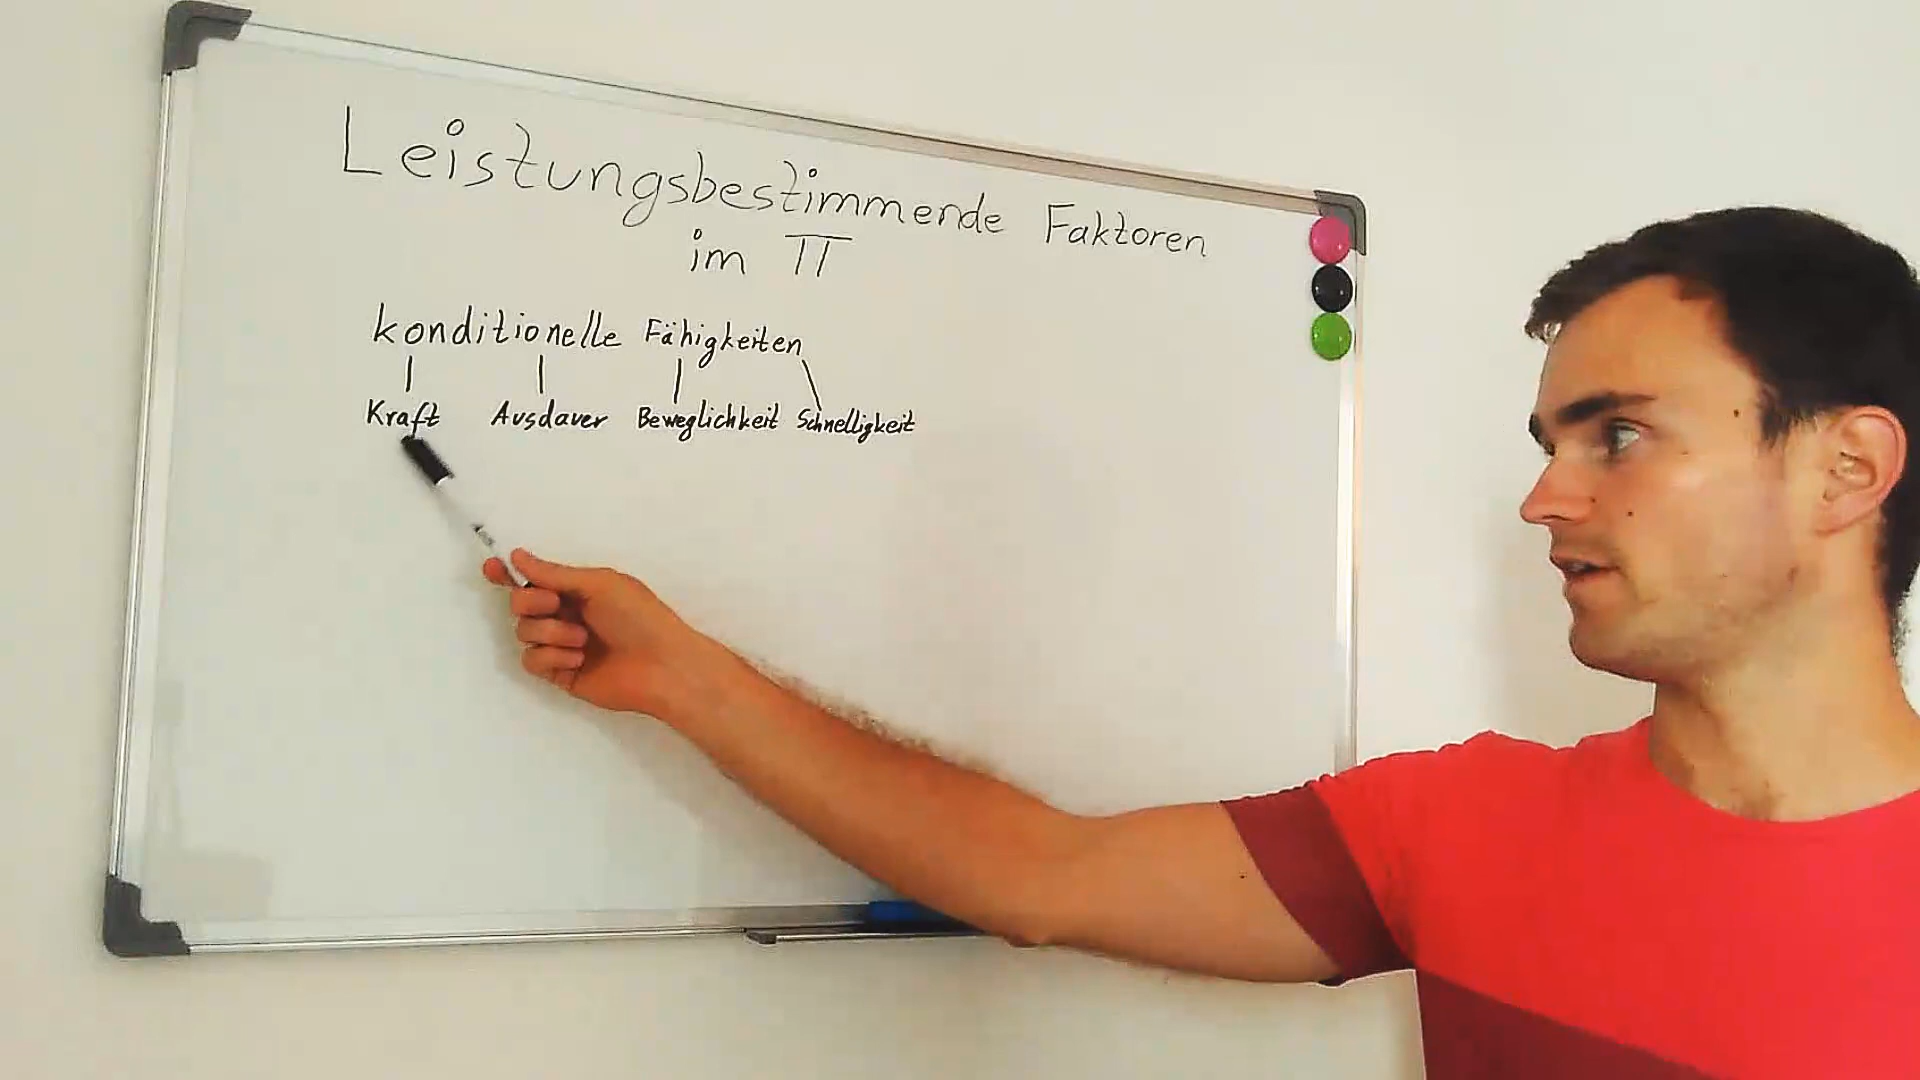 Leistungsbestimmende Faktoren
im TT
konditionelle Fähigkeiten
Kraft Ausdauer Beweglichkeit Schnelligkeit